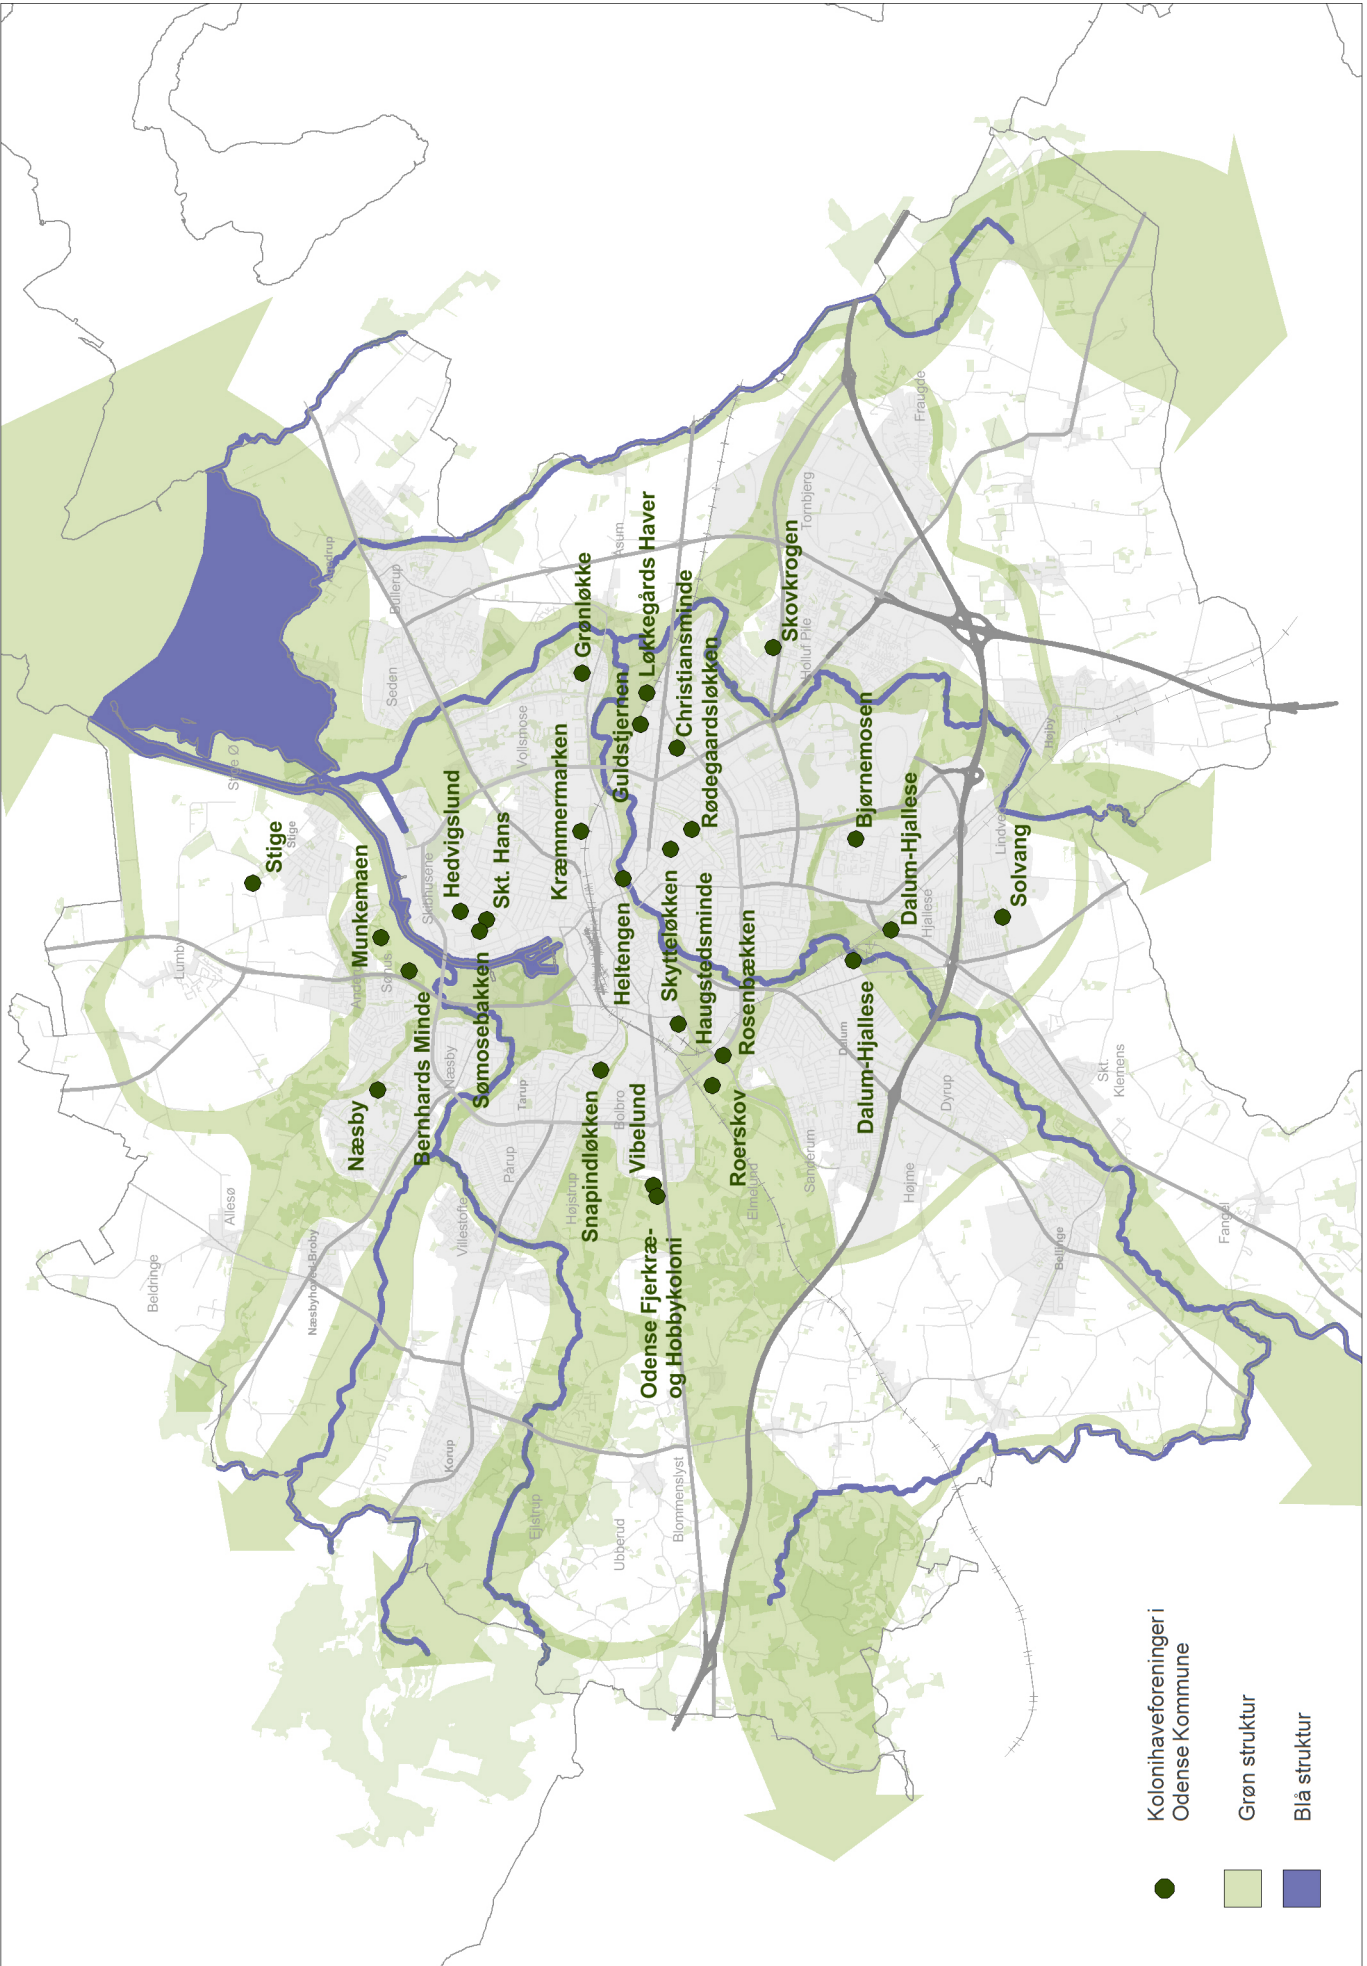 Stige
Stige
Stige Ø
Lumby
Munkemaen
Søhus
Bernhards Minde
Næsby
Næsby
Allesø
Beldringe
Næsbyhoved-Broby
Hedvigslund
Skt. Hans
Skibhusene
Sømosebakken
Tarup
Pårup
Villestofte
Korup
Seden
Bullerup
Vollsmose
Kræmmermarken
Grønløkke
Åsum
Guldstjernen
Løkkegårds Haver
Christiansminde
Rødegaardsløkken
Heltengen
Skytteløkken
Haugstedsminde
Rosenbækken
Roerskov
Snapindløkken
Vibelund
Bolbro
Højstrup
Odense Fjerkræ-
og Hobbykoloni
Elmelund
Ejlstrup
Ubberud
Blommenslyst
Skovkrogen
Tornbjerg
Holluf Pile
Fraugde
Bjørnemosen
Dalum-Hjallese
Hjallese
Dalum-Hjallese
Dalum
Solvang
Lindved
Højby
Sanderum
Højme
Dyrup
Skt.
Klemens
Bellinge
Fangel
Kolonihaveforeninger i
Odense Kommune
Grøn struktur
Blå struktur